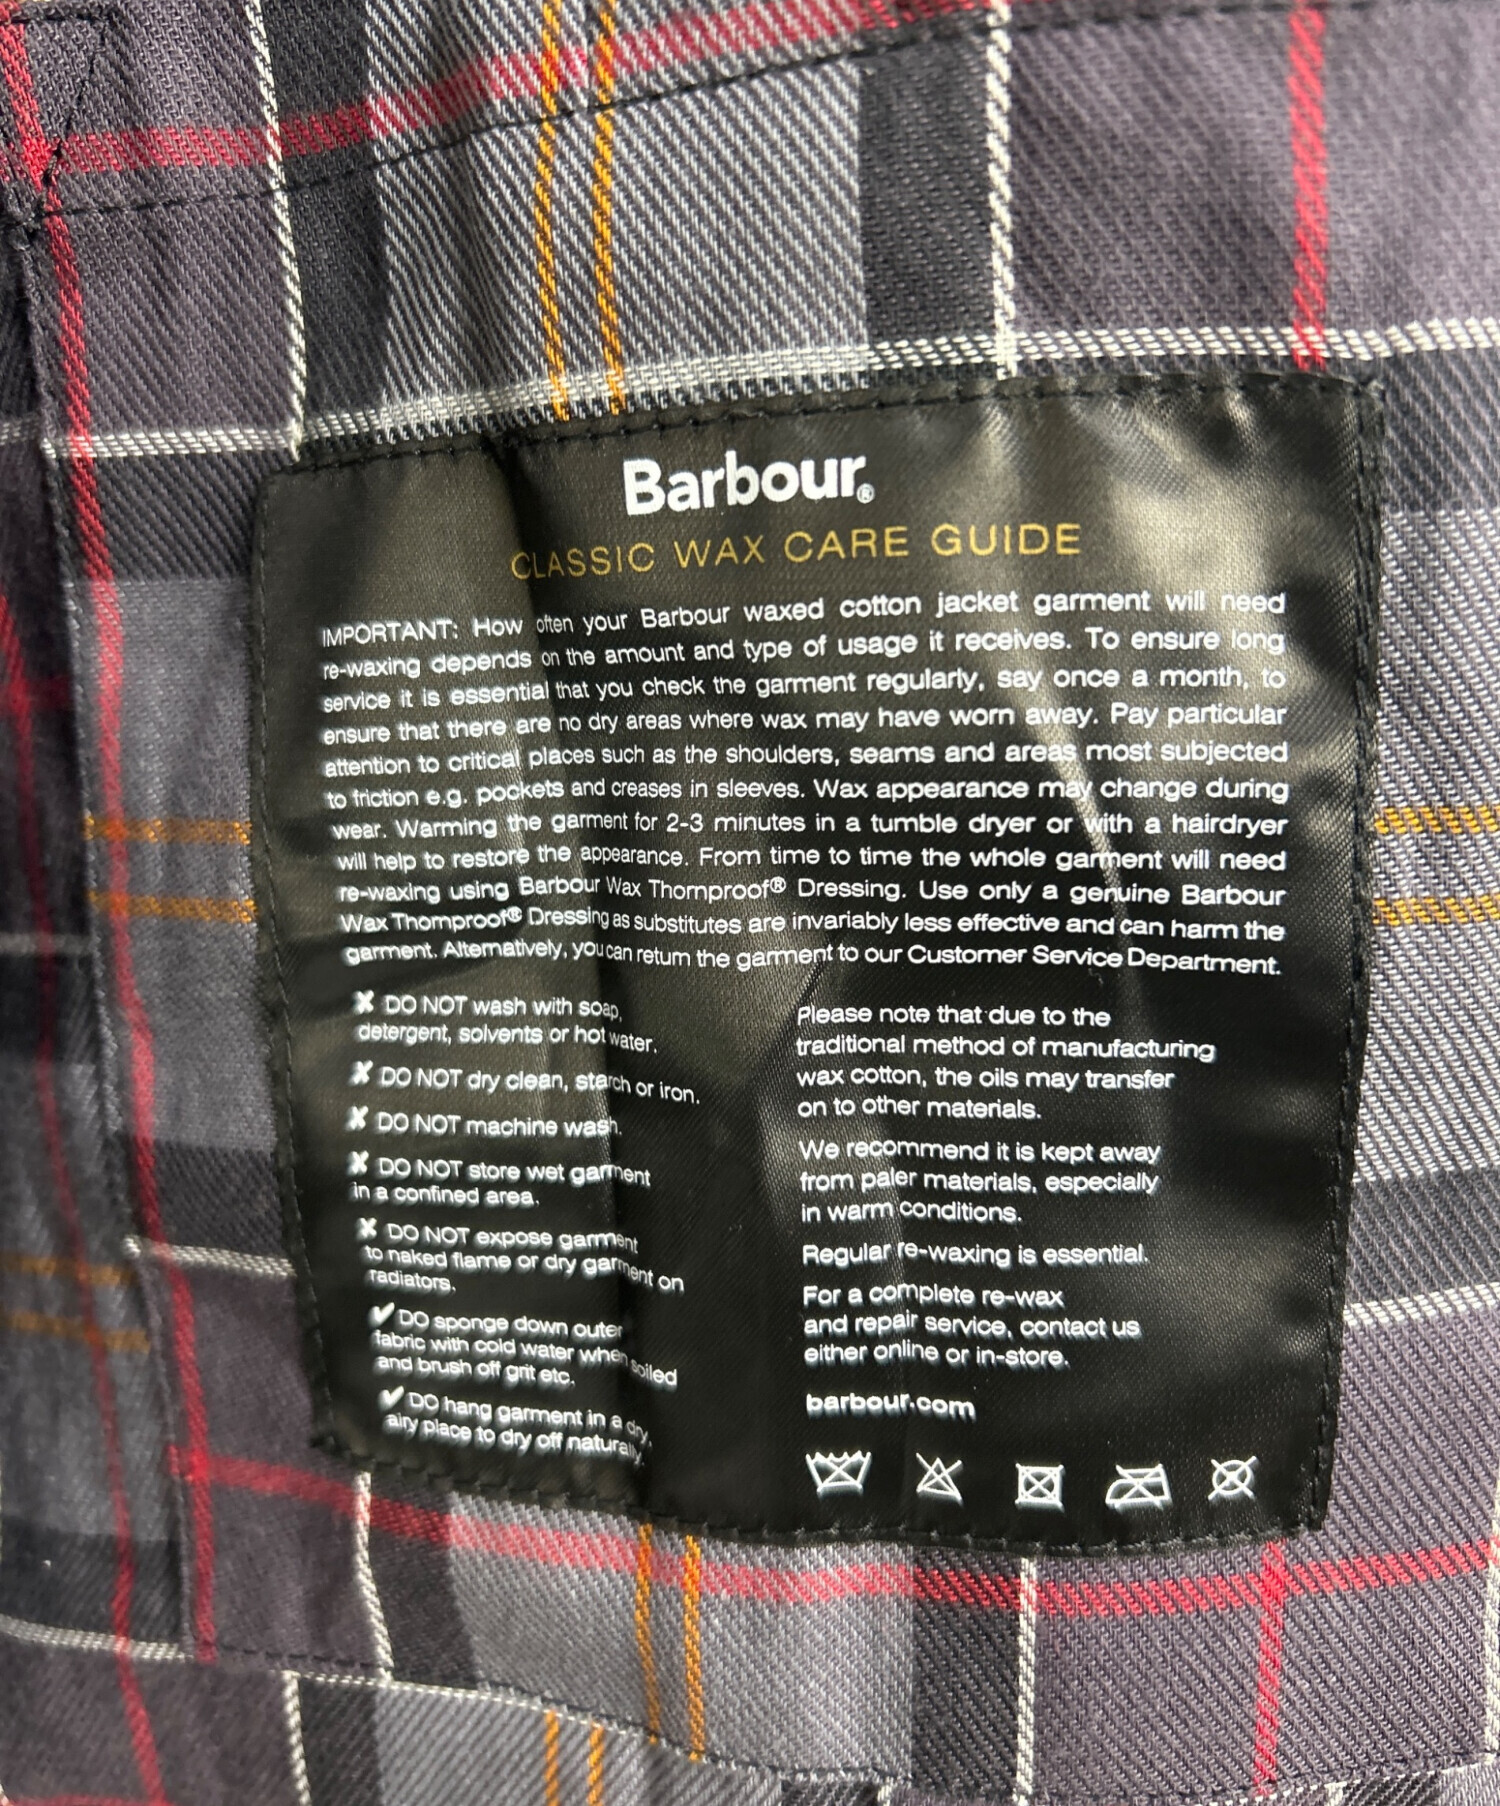 Barbour®
CLASSIC WAX CARE GUIDE
IMPORTANT: How often your Barbour waxed cotton jacket garment will need
re-waxing depends on the amount and type of usage it receives. To ensure long
service it is essential that you check the garment regularly, say once a month, to
ensure that there are no dry areas where wax may have worn away. Pay particular
attention to critical places such as the shoulders, seams and areas most subjected
to friction e.g. pockets and creases in sleeves. Wax appearance may change during
wear. Warming the garment for 2-3 minutes in a tumble dryer or with a hairdryer
will help to restore the appearance. From time to time the whole garment will need
re-waxing using Barbour Wax Thornproof® Dressing. Use only a genuine Barbour
Wax Thornproof® Dressing as substitutes are invariably less effective and can harm the
garment. Alternatively, you can return the garment to our Customer Service Department.
✘ DO NOT wash with soap,
detergent, solvents or hot water.
✘ DO NOT dry clean, starch or iron.
✘ DO NOT machine wash.
✘ DO NOT store wet garment
in a confined area.
✘ DO NOT expose garment
to naked flame or dry garment on
radiators.
✔ DO sponge down outer
fabric with cold water when soiled
and brush off grit etc.
✔ DO hang garment in a dry,
airy place to dry off naturally.
Please note that due to the
traditional method of manufacturing
wax cotton, the oils may transfer
on to other materials.
We recommend it is kept away
from paler materials, especially
in warm conditions.
Regular re-waxing is essential.
For a complete re-wax
and repair service, contact us
either online or in-store.
barbour.com